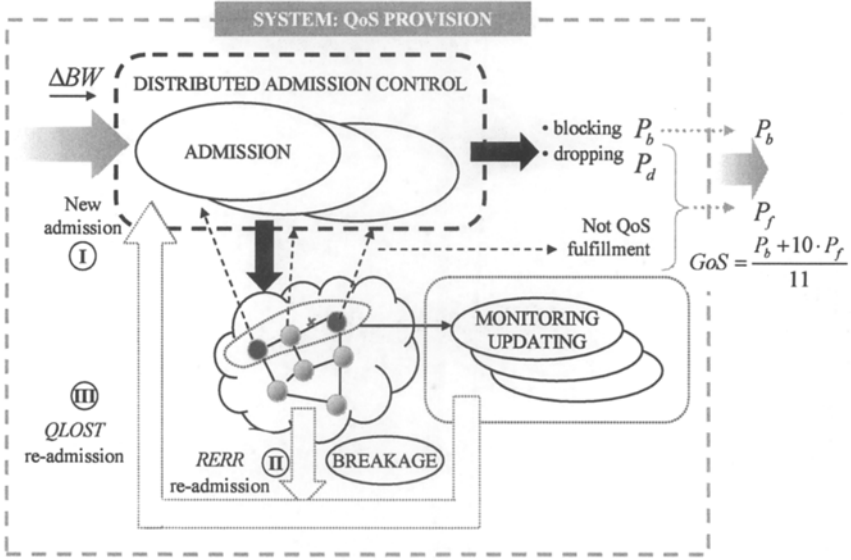 SYSTEM: QoS PROVISION
ΔBW
DISTRIBUTED ADMISSION CONTROL
ADMISSION
• blocking P_b
P_b
• dropping P_d
New
admission
I
Not QoS
fulfillment
P_f
GoS = (P_b + 10 · P_f) / 11
MONITORING
UPDATING
III
QLOST
re-admission
RERR
re-admission
II
BREAKAGE